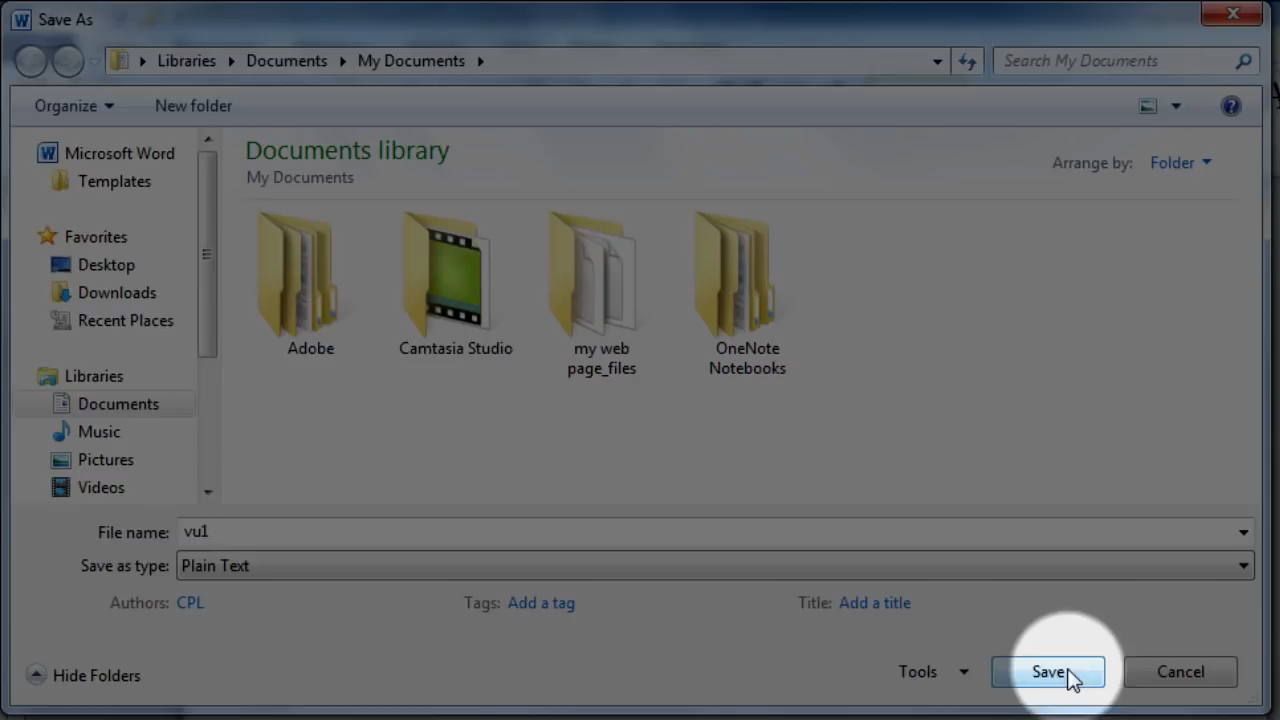 Save As
Libraries Documents My Documents
Search My Documents
Organize
New folder
Microsoft Word
Templates
Favorites
Desktop
Downloads
Recent Places
Libraries
Documents
Music
Pictures
Videos
Documents library
My Documents
Arrange by: Folder
Adobe
Camtasia Studio
my web
page_files
OneNote
Notebooks
File name: vu1
Save as type: Plain Text
Authors: CPL
Tags: Add a tag
Title: Add a title
Hide Folders
Tools
Save
Cancel